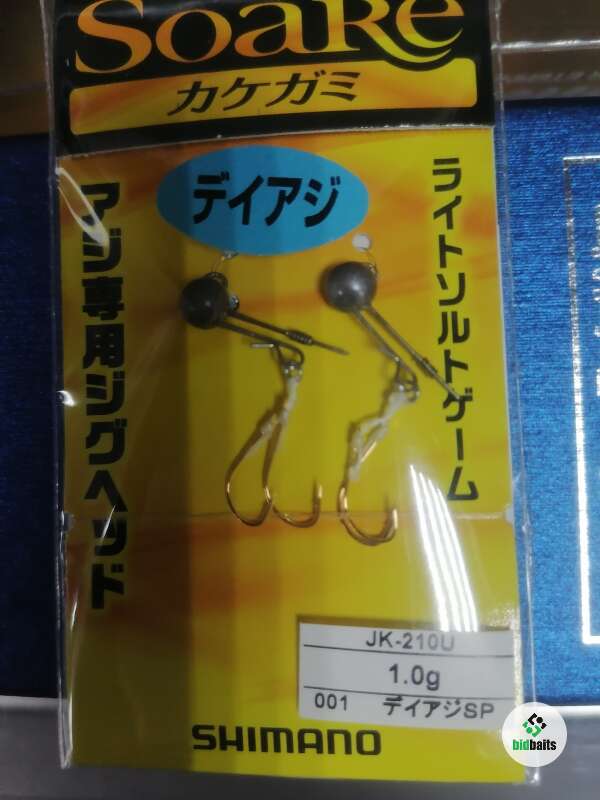 SoaRe
カケガミ
デイアジ
アジ専用ジグヘッド
ライトソルトゲーム
JK-210U
1.0g
001 デイアジSP
SHIMANO
bidbaits